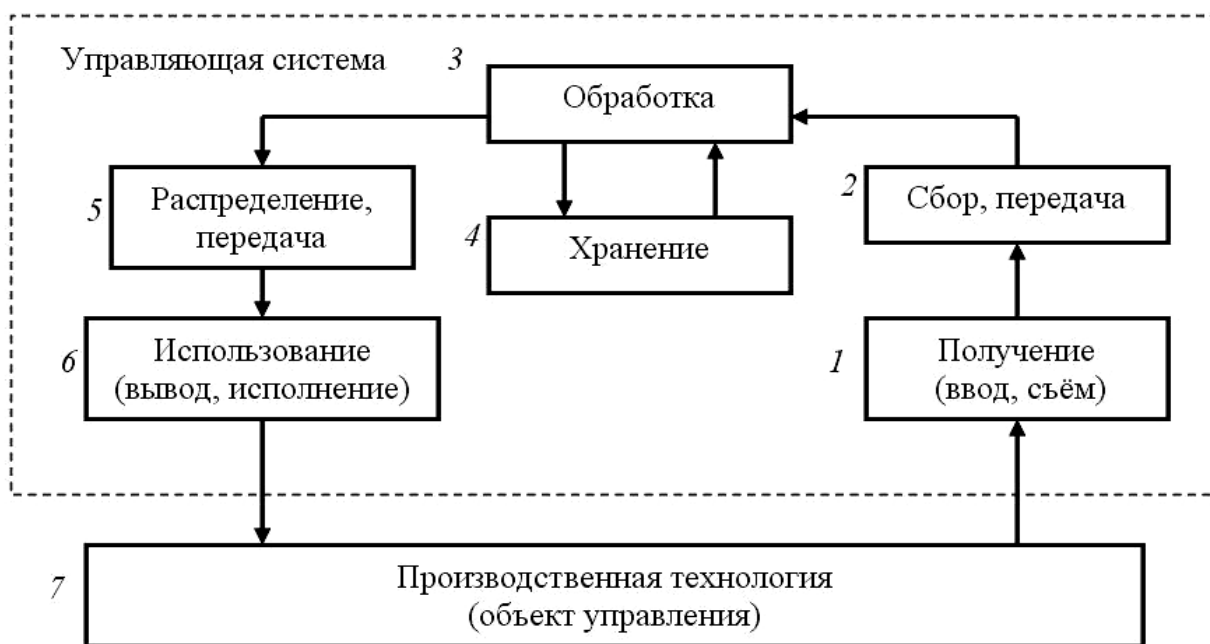 Управляющая система
3
Обработка
5
Распределение,
передача
4
Хранение
2
Сбор, передача
6
Использование
(вывод, исполнение)
1
Получение
(ввод, съём)
7
Производственная технология
(объект управления)